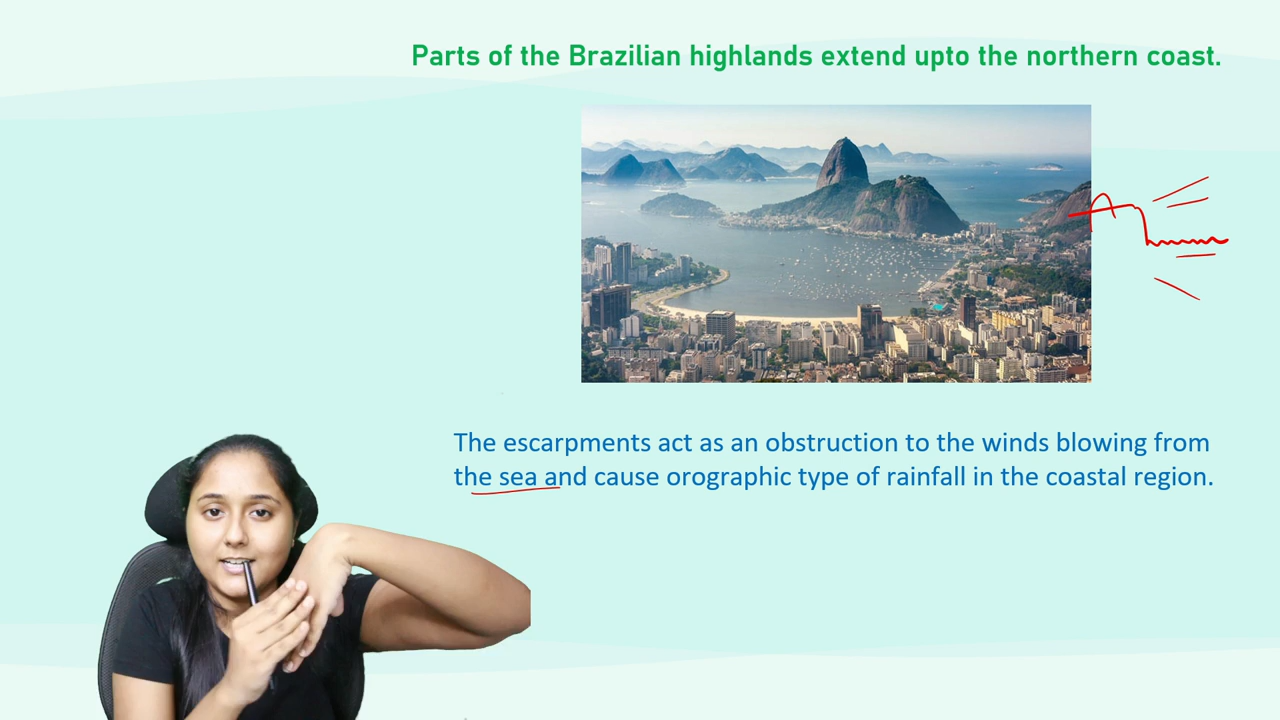 Parts of the Brazilian highlands extend upto the northern coast.
The escarpments act as an obstruction to the winds blowing from
the sea and cause orographic type of rainfall in the coastal region.